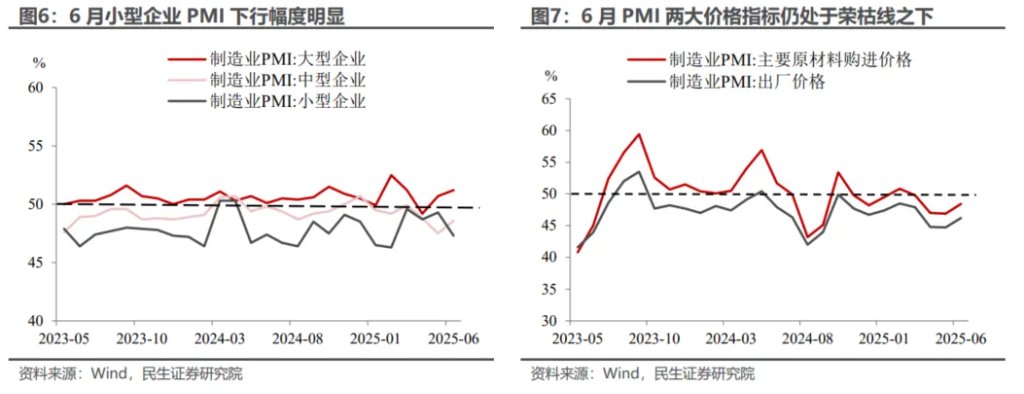 图6：6月小型企业 PMI 下行幅度明显
%
制造业PMI:大型企业
制造业PMI:中型企业
制造业PMI:小型企业
60
55
50
45
40
2023-05 2023-10 2024-03 2024-08 2025-01 2025-06
资料来源：Wind，民生证券研究院
图7：6 月 PMI 两大价格指标仍处于荣枯线之下
%
制造业PMI:主要原材料购进价格
制造业PMI:出厂价格
65
60
55
50
45
40
35
30
2023-05 2023-10 2024-03 2024-08 2025-01 2025-06
资料来源：Wind，民生证券研究院